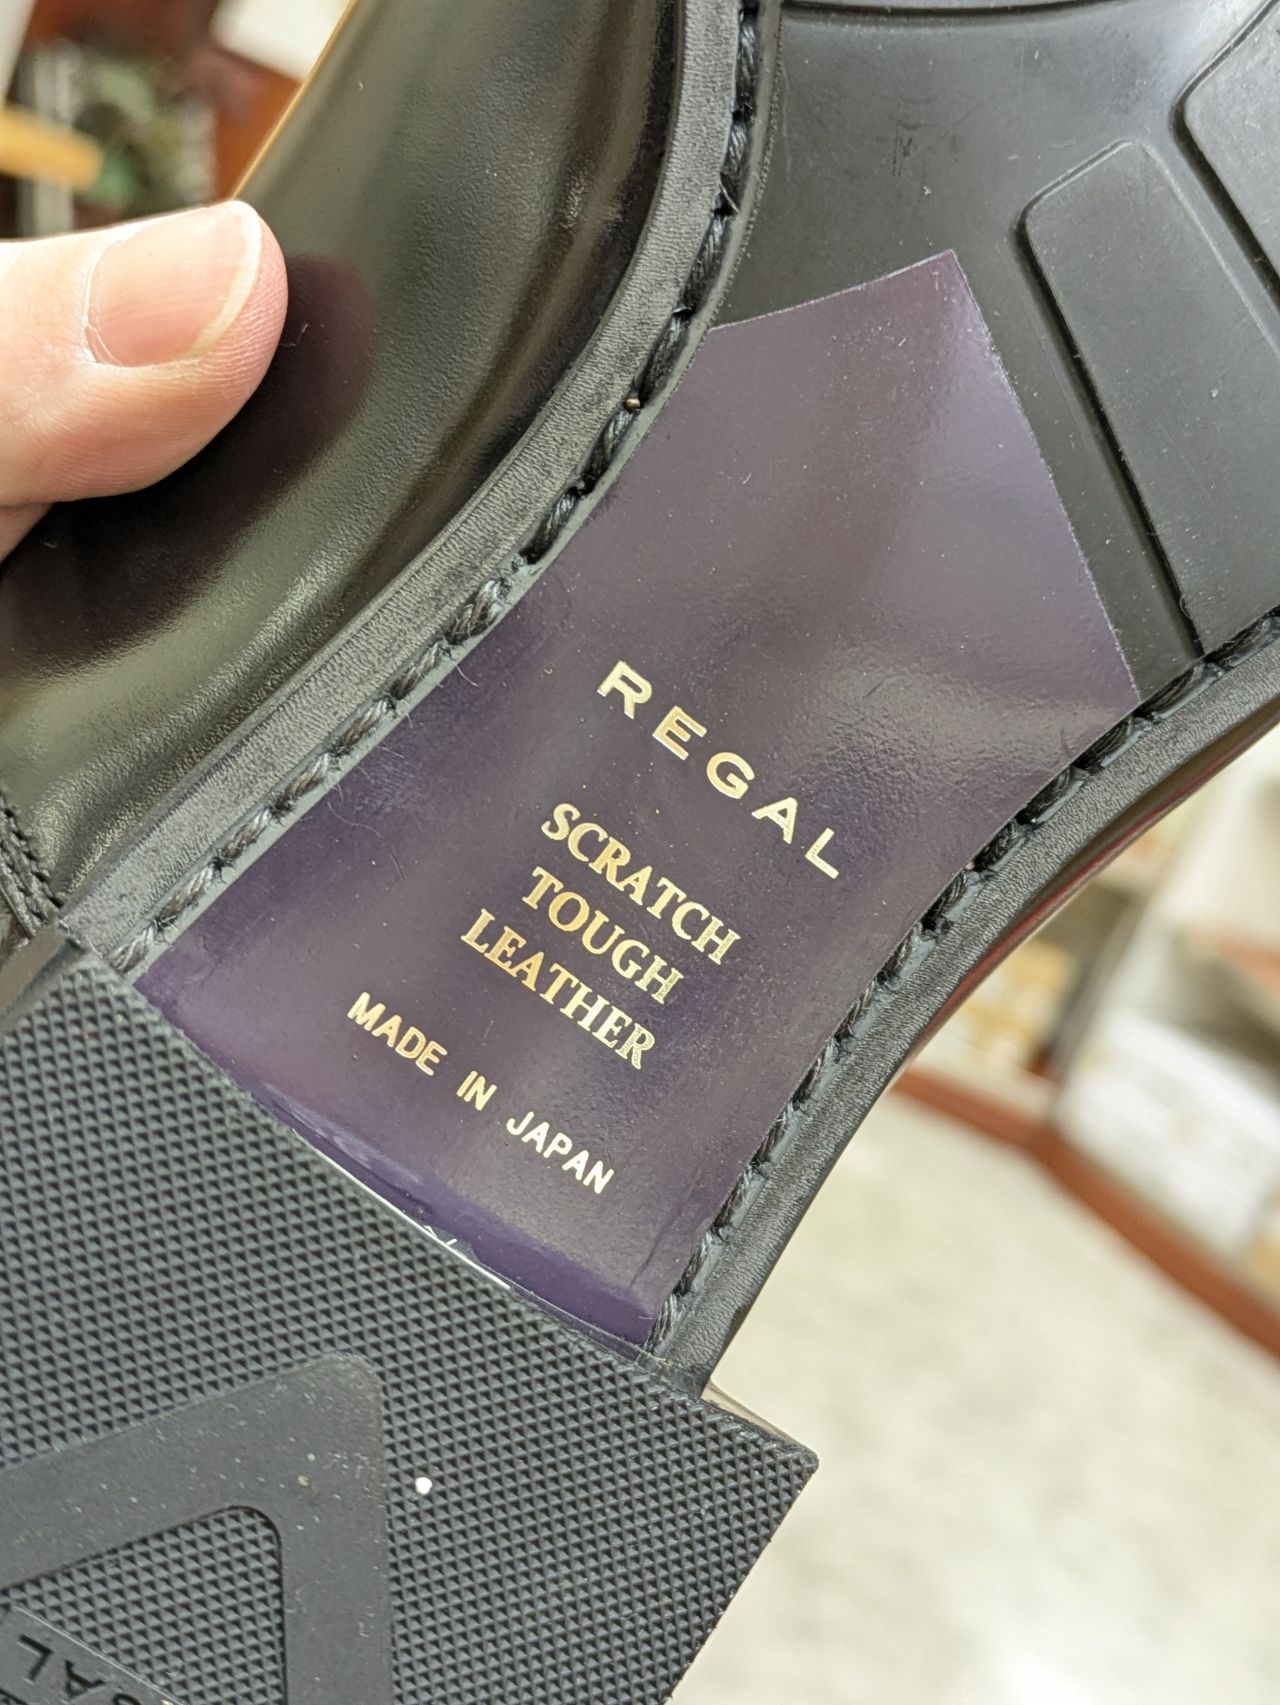 REGAL
SCRATCH
TOUGH
LEATHER
MADE IN JAPAN